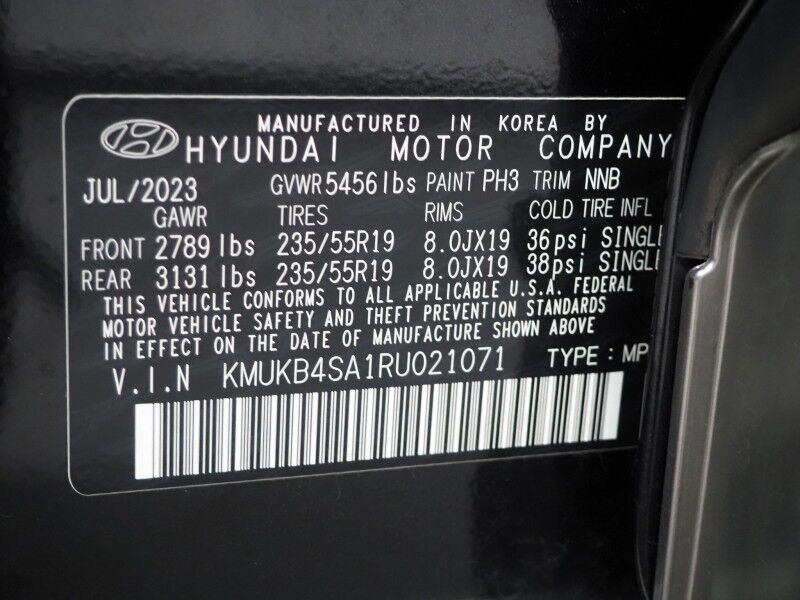 MANUFACTURED IN KOREA BY
HYUNDAI MOTOR COMPANY
JUL/2023 GVWR 5456 lbs PAINT PH3 TRIM NNB
GAWR TIRES RIMS COLD TIRE INFL
FRONT 2789 lbs 235/55R19 8.0JX19 36psi SINGLE
REAR 3131 lbs 235/55R19 8.0JX19 38psi SINGLE
THIS VEHICLE CONFORMS TO ALL APPLICABLE U.S.A. FEDERAL
MOTOR VEHICLE SAFETY AND THEFT PREVENTION STANDARDS
IN EFFECT ON THE DATE OF MANUFACTURE SHOWN ABOVE
V.I.N KMUKB4SA1RU021071 TYPE : MP